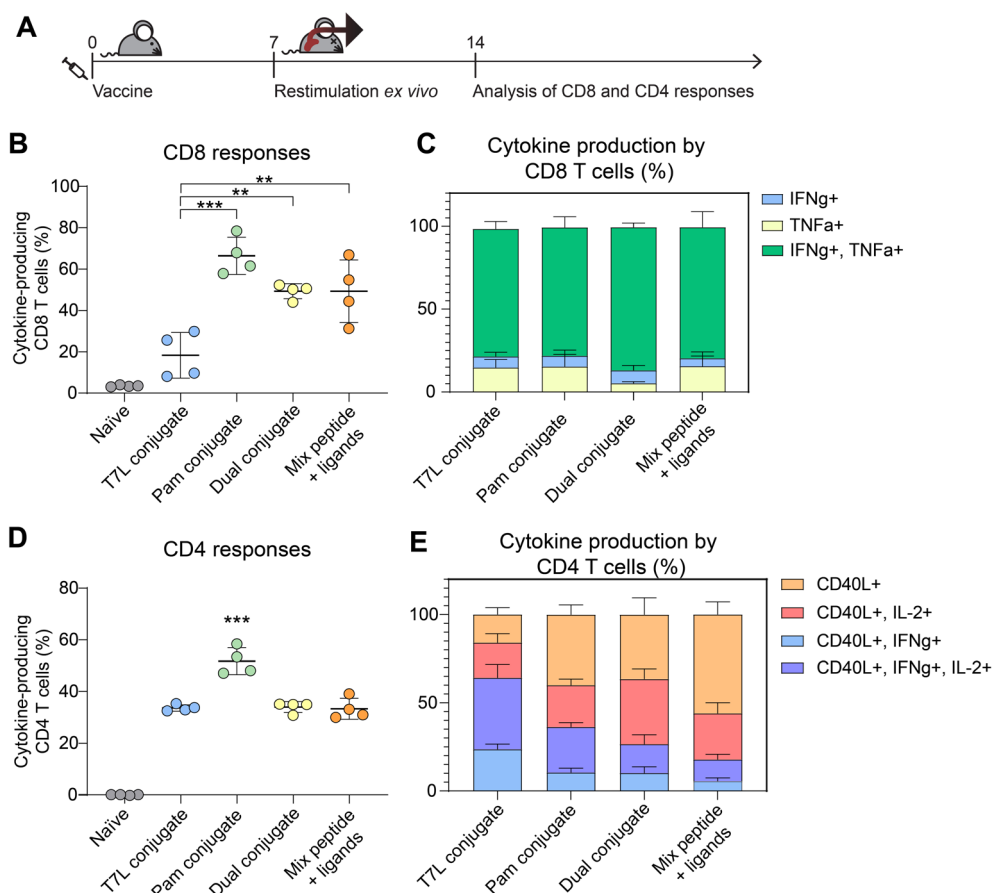 A
0
7
14
Vaccine
Restimulation ex vivo
Analysis of CD8 and CD4 responses
B
CD8 responses
Cytokine-producing
CD8 T cells (%)
100
80
60
40
20
0
***
**
**
Naïve
T7L conjugate
Pam conjugate
Dual conjugate
Mix peptide
+ ligands
C
Cytokine production by
CD8 T cells (%)
100
50
0
T7L conjugate
Pam conjugate
Dual conjugate
Mix peptide
+ ligands
IFNg+
TNFa+
IFNg+, TNFa+
D
CD4 responses
Cytokine-producing
CD4 T cells (%)
80
60
40
20
0
***
Naïve
T7L conjugate
Pam conjugate
Dual conjugate
Mix peptide
+ ligands
E
Cytokine production by
CD4 T cells (%)
100
50
0
T7L conjugate
Pam conjugate
Dual conjugate
Mix peptide
+ ligands
CD40L+
CD40L+, IL-2+
CD40L+, IFNg+
CD40L+, IFNg+, IL-2+